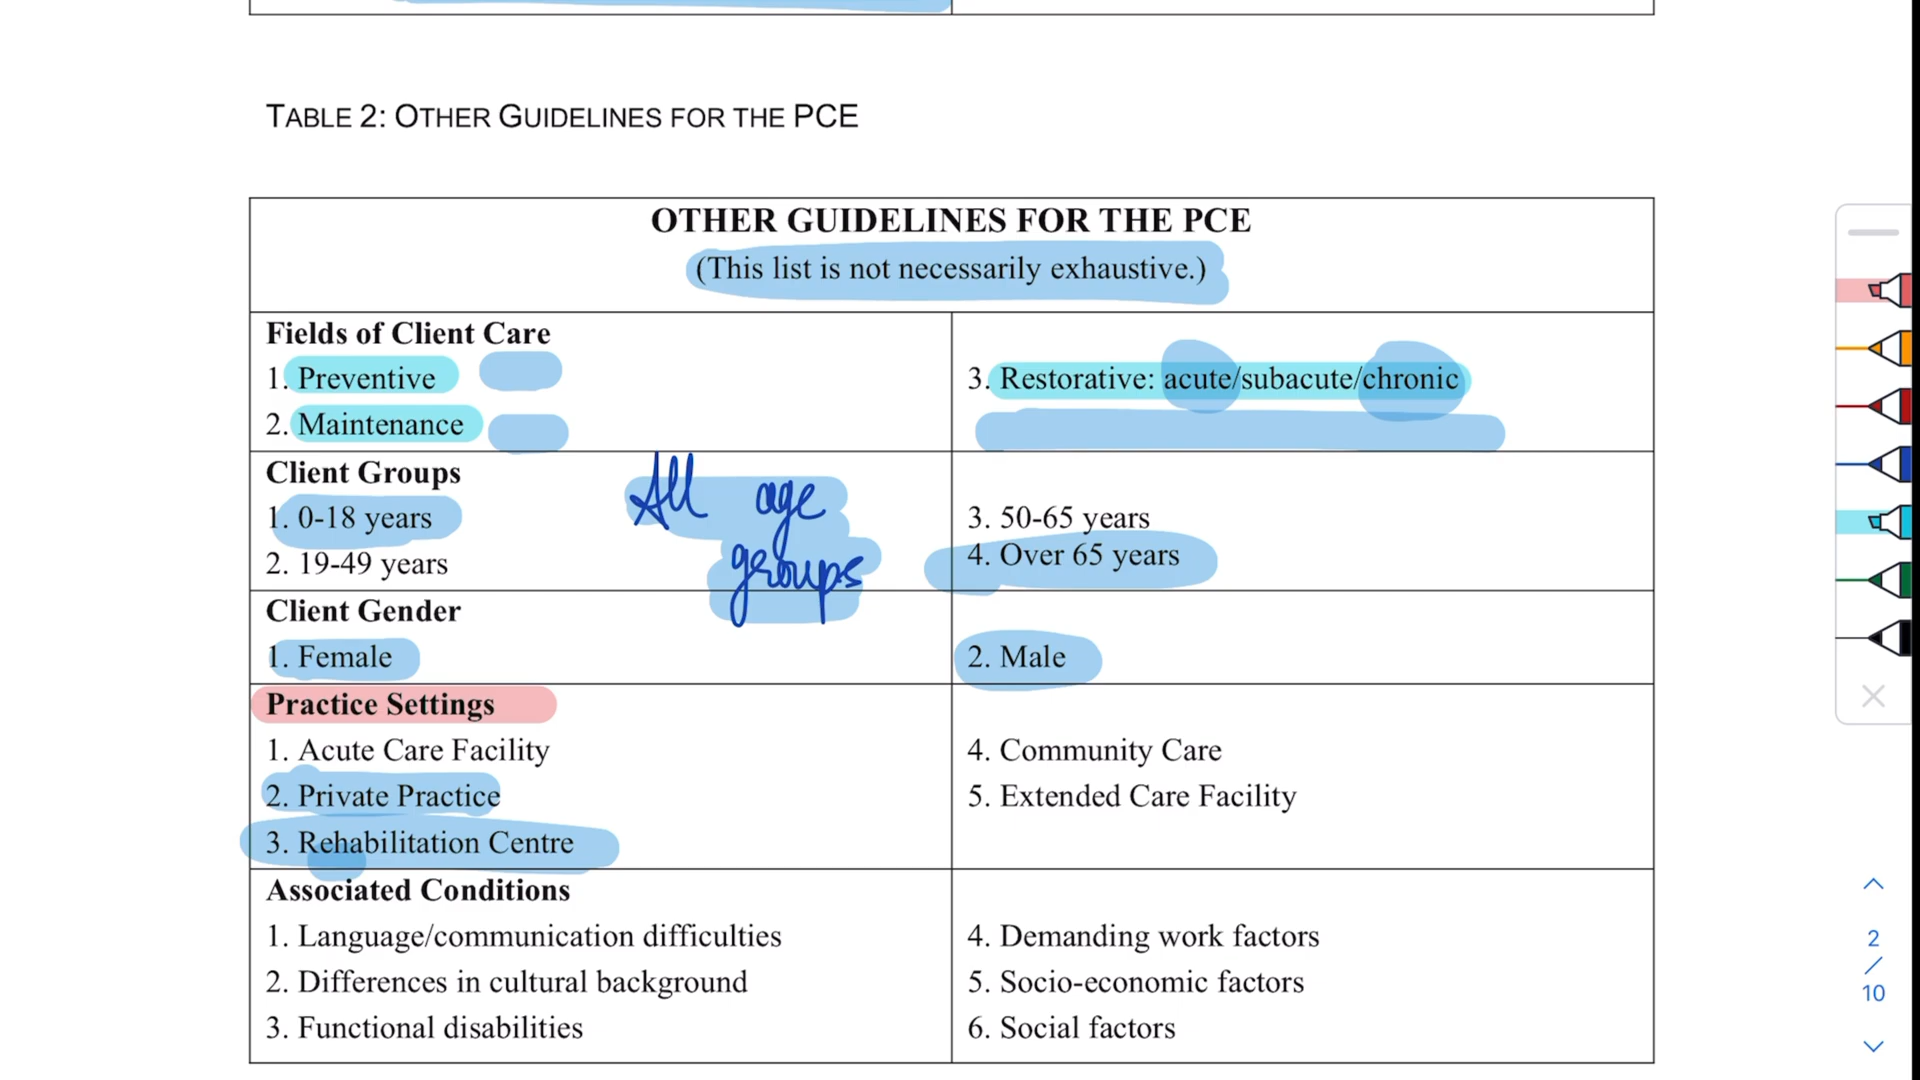 TABLE 2: OTHER GUIDELINES FOR THE PCE
OTHER GUIDELINES FOR THE PCE
(This list is not necessarily exhaustive.)
Fields of Client Care
1. Preventive
2. Maintenance
3. Restorative: acute/subacute/chronic
Client Groups
1. 0-18 years
2. 19-49 years
All age
groups
3. 50-65 years
4. Over 65 years
Client Gender
1. Female
2. Male
Practice Settings
1. Acute Care Facility
2. Private Practice
3. Rehabilitation Centre
4. Community Care
5. Extended Care Facility
Associated Conditions
1. Language/communication difficulties
2. Differences in cultural background
3. Functional disabilities
4. Demanding work factors
5. Socio-economic factors
6. Social factors
2
/
10